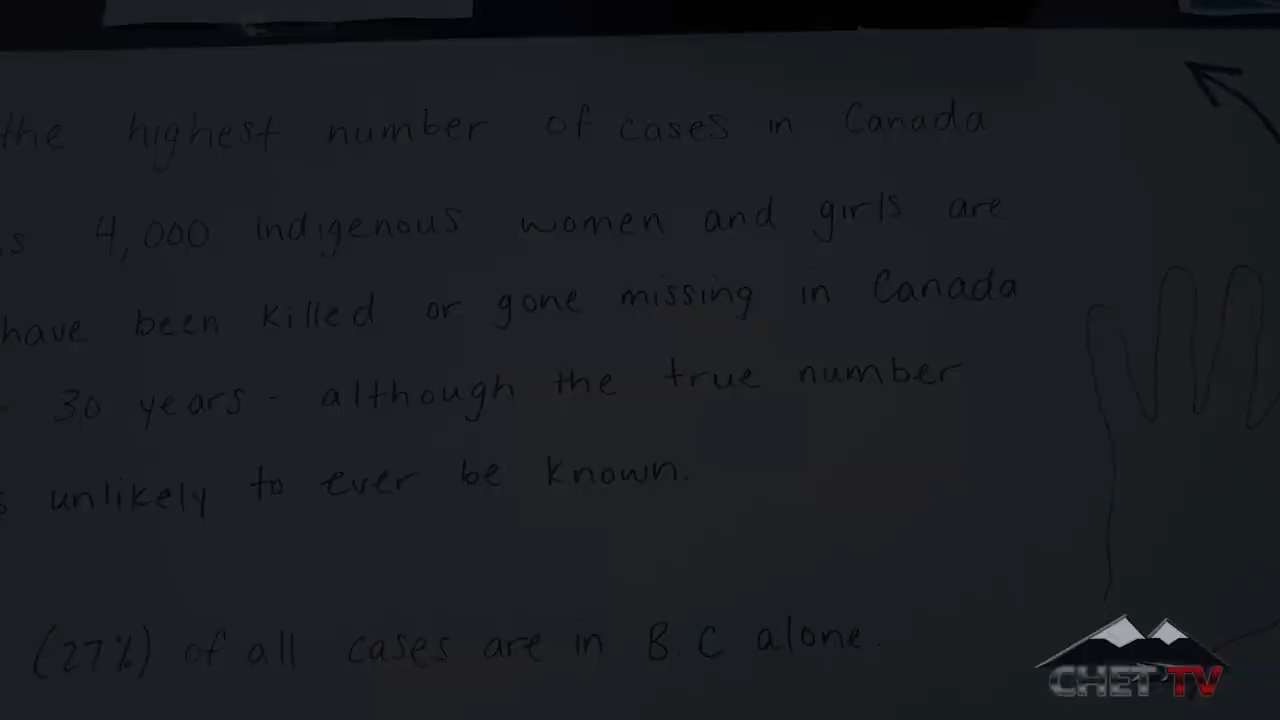 the highest number of cases in Canada
4,000 indigenous women and girls are
have been killed or gone missing in Canada
30 years - although the true number
unlikely to ever be known.
(27%) of all cases are in B.C alone.
CHET TV